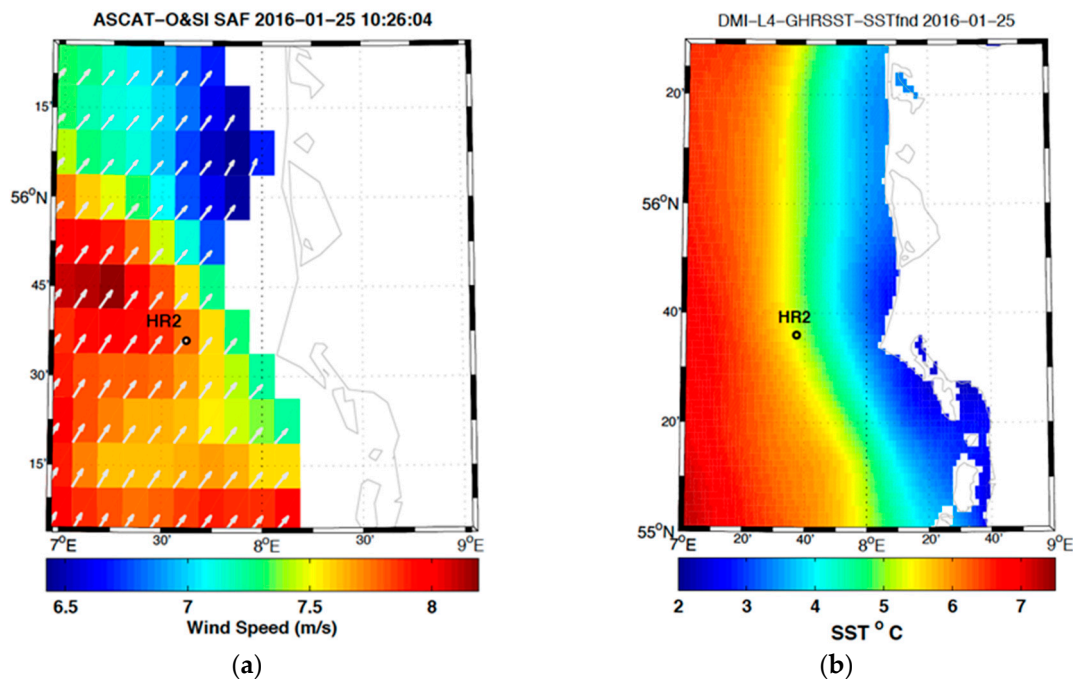 ASCAT-O&SI SAF 2016-01-25 10:26:04
15'
56°N
45'
30'
15'
HR2
7°E
30'
8°E
30'
9°E
6.5 7 7.5 8
Wind Speed (m/s)
(a)
DMI-L4-GHRSST-SSTfnd 2016-01-25
20'
56°N
40'
20'
55°N
HR2
7°E
40'
8°E
20'
40'
9°E
2 3 4 5 6 7
SST °C
(b)